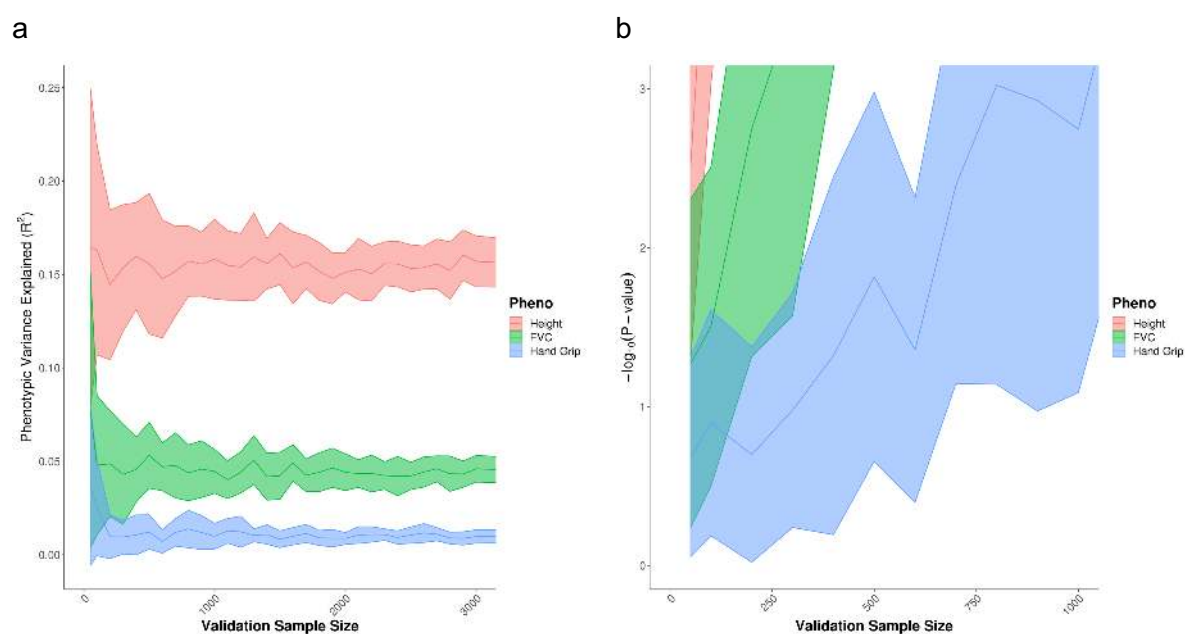 a
b
Phenotypic Variance Explained (R²)
0.25
0.20
0.15
0.10
0.05
0.00
0
1000
2000
3000
Validation Sample Size
Pheno
Height
FVC
Hand Grip
−log₁₀(P−value)
3
2
1
0
0
250
500
750
1000
Validation Sample Size
Pheno
Height
FVC
Hand Grip